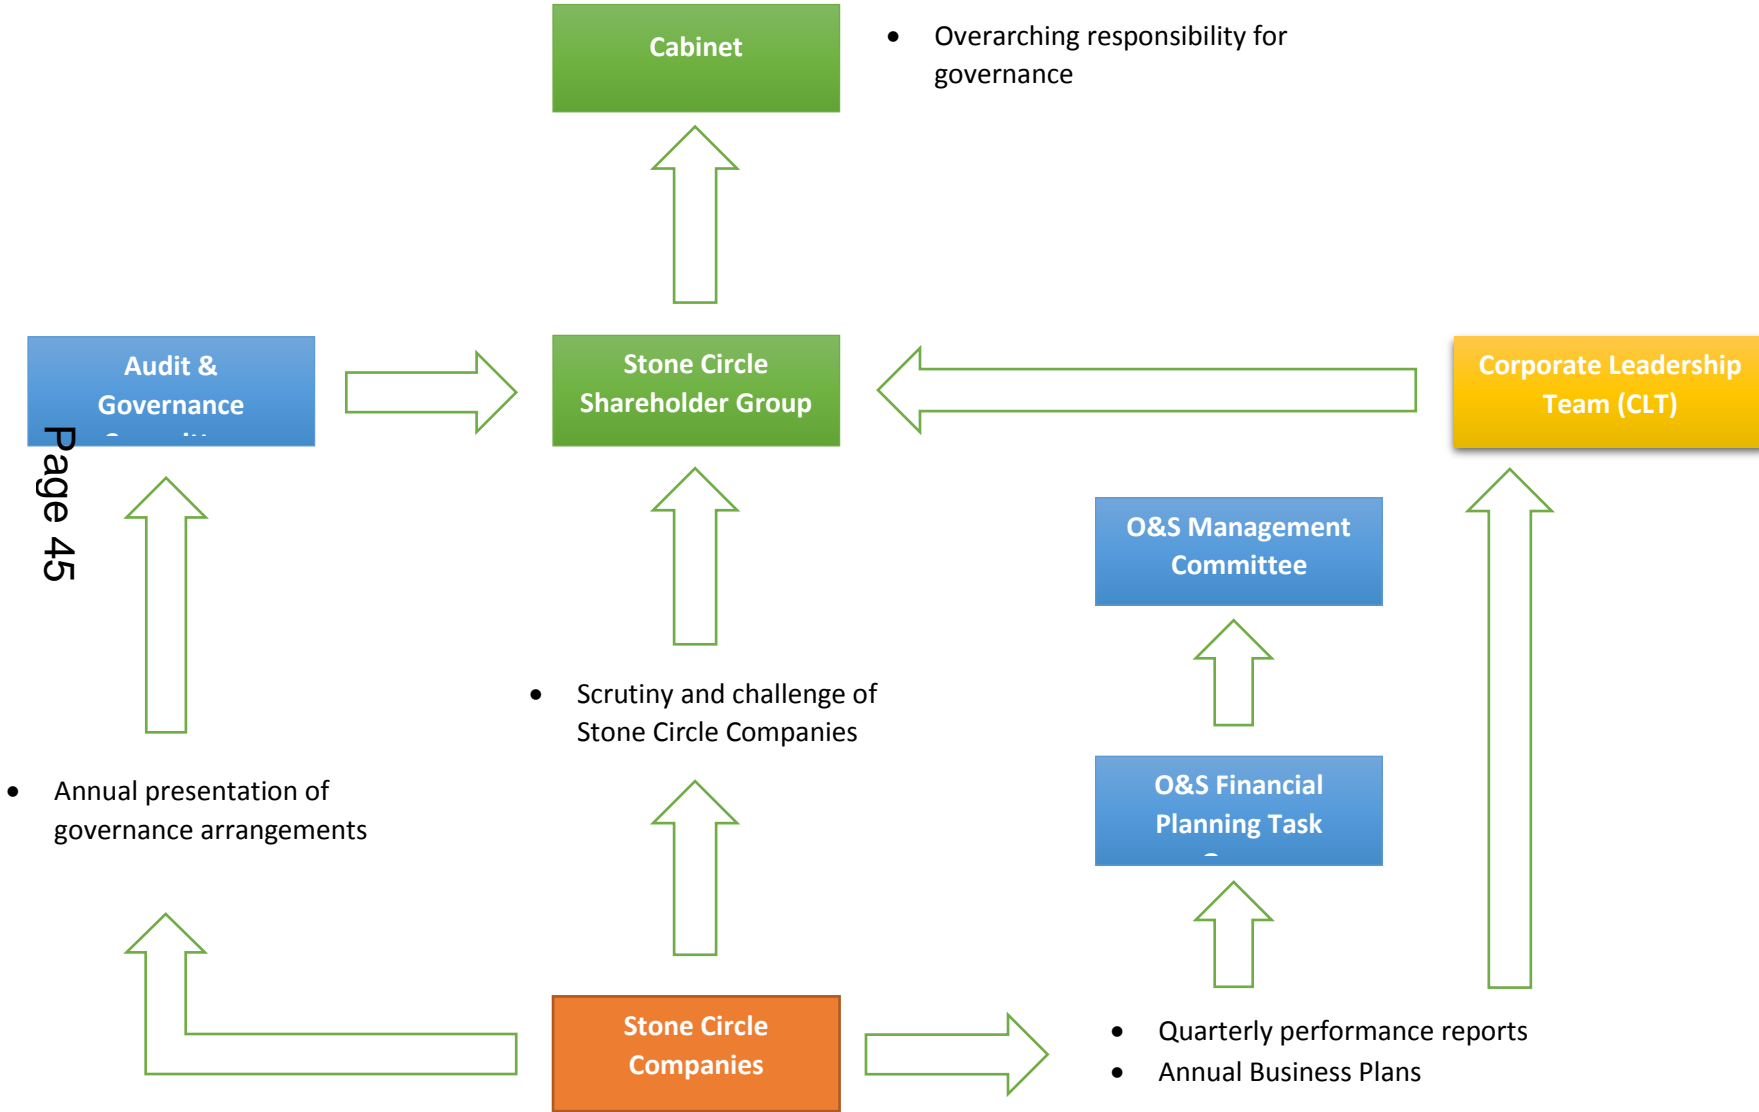 Cabinet
• Overarching responsibility for
governance
Audit &
Governance
Stone Circle
Shareholder Group
Corporate Leadership
Team (CLT)
Page 45
O&S Management
Committee
• Scrutiny and challenge of
Stone Circle Companies
O&S Financial
Planning Task
• Annual presentation of
governance arrangements
Stone Circle
Companies
• Quarterly performance reports
• Annual Business Plans